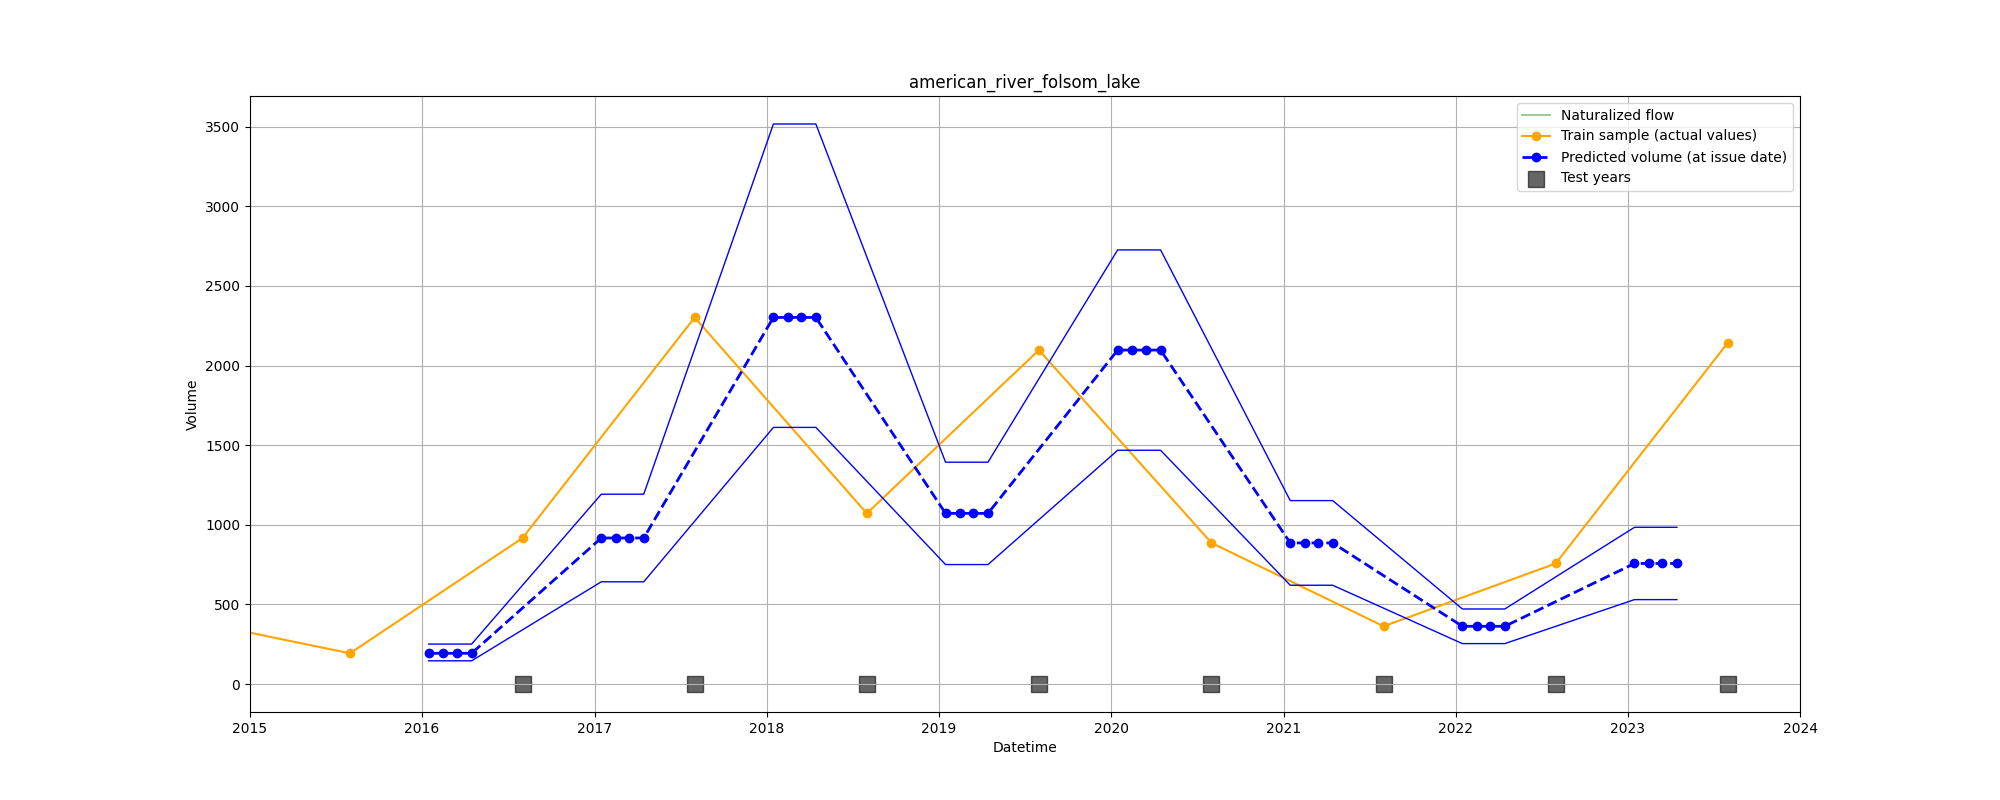 american_river_folsom_lake
Naturalized flow
Train sample (actual values)
Predicted volume (at issue date)
Test years
Volume
3500
3000
2500
2000
1500
1000
500
0
2015 2016 2017 2018 2019 2020 2021 2022 2023 2024
Datetime